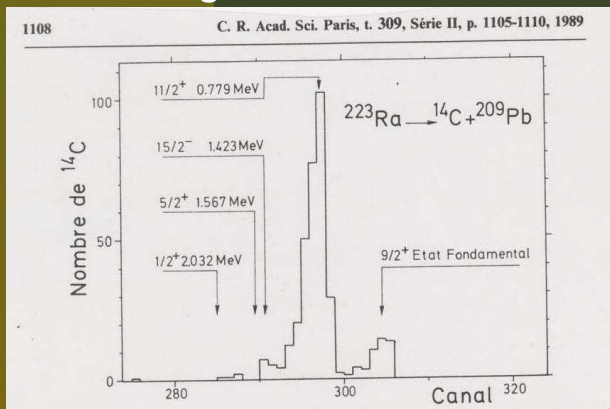 1108
C. R. Acad. Sci. Paris, t. 309, Série II, p. 1105-1110, 1989
11/2+ 0.779 MeV
223Ra → 14C + 209Pb
15/2- 1.423 MeV
5/2+ 1.567 MeV
1/2+ 2.032 MeV
9/2+ Etat Fondamental
Nombre de 14C
100
50
0
280
300
320
Canal